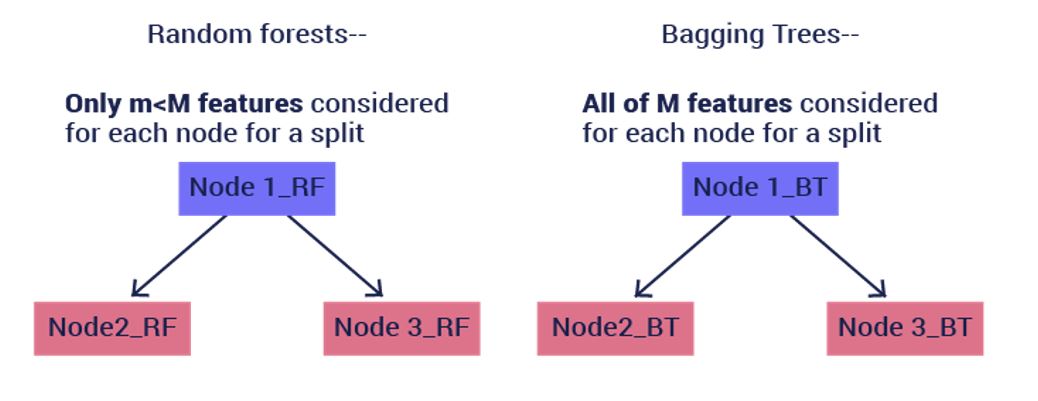 Random forests--
Only m<M features considered
for each node for a split
Node 1_RF
Node2_RF
Node 3_RF
Bagging Trees--
All of M features considered
for each node for a split
Node 1_BT
Node2_BT
Node 3_BT